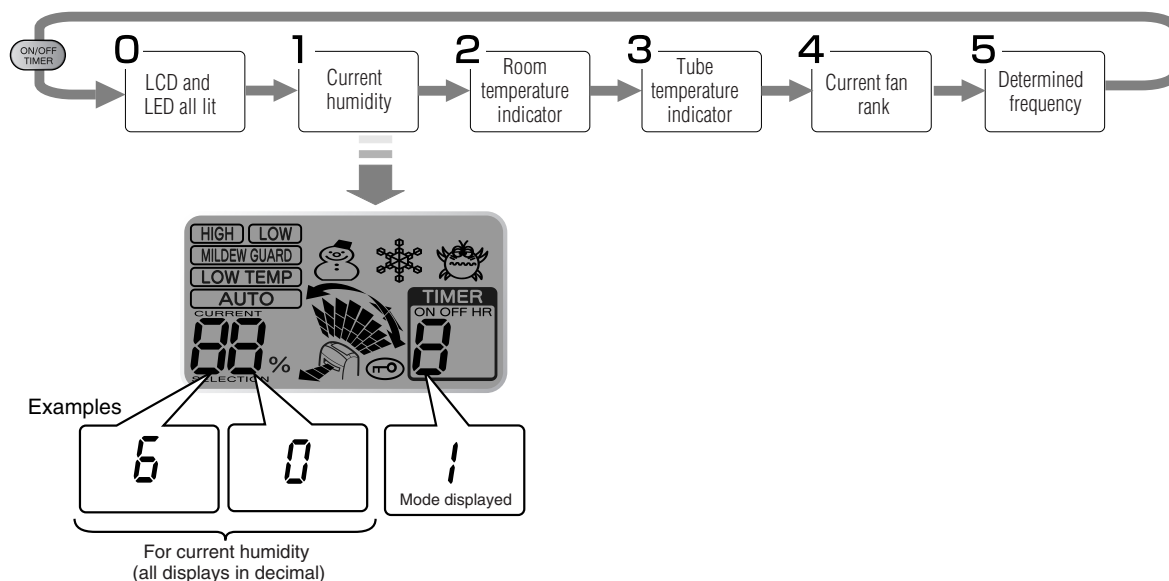 ON/OFF
TIMER
0
LCD and
LED all lit
1
Current
humidity
2
Room
temperature
indicator
3
Tube
temperature
indicator
4
Current fan
rank
5
Determined
frequency
HIGH LOW
MILDEW GUARD
LOW TEMP
AUTO
CURRENT
88 %
SELECTION
TIMER
ON OFF HR
8
Examples
6
0
1
Mode displayed
For current humidity
(all displays in decimal)